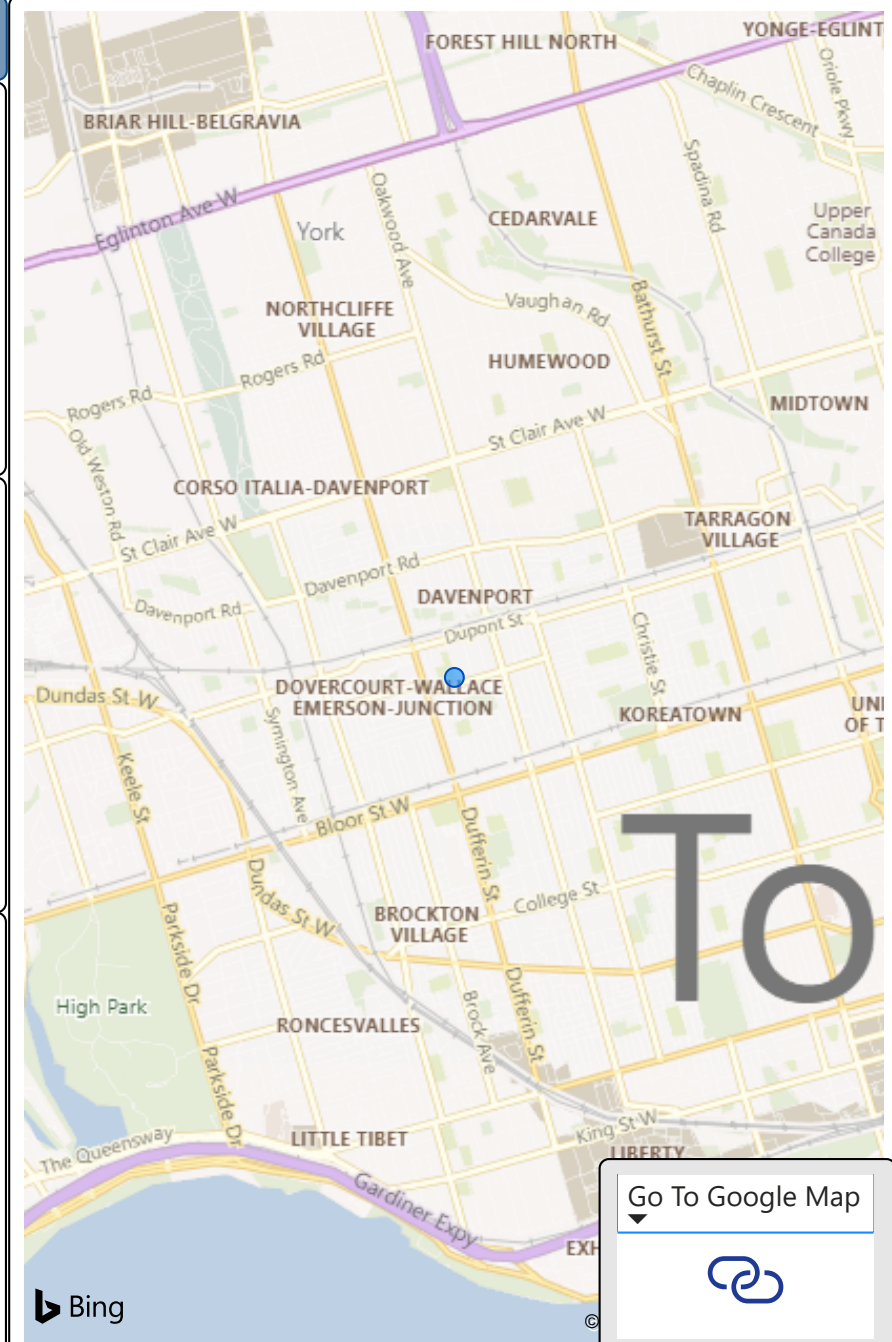 FOREST HILL NORTH
YONGE-EGLINT
Oriole Pkwy
Chaplin Crescent
BRIAR HILL-BELGRAVIA
Spadina Rd
Oakwood Ave
Eglinton Ave W
York
CEDARVALE
Upper
Canada
College
NORTHCLIFFE
VILLAGE
Vaughan Rd
Bathurst St
HUMEWOOD
Rogers Rd
Rogers Rd
MIDTOWN
St Clair Ave W
Old Weston Rd
CORSO ITALIA-DAVENPORT
TARRAGON
VILLAGE
St Clair Ave W
Davenport Rd
DAVENPORT
Davenport Rd
Dupont St
Christie St
DOVERCOURT-WALLACE
EMERSON-JUNCTION
Dundas St W
KOREATOWN
UNI
OF T
Symington Ave
Keele St
Bloor St W
Dufferin St
To
Dundas St W
College St
BROCKTON
VILLAGE
Parkside Dr
High Park
Dufferin St
Brock Ave
RONCESVALLES
Parkside Dr
King St W
LITTLE TIBET
The Queensway
LIBERTY
Gardiner Expy
EXH
Go To Google Map
Bing
©